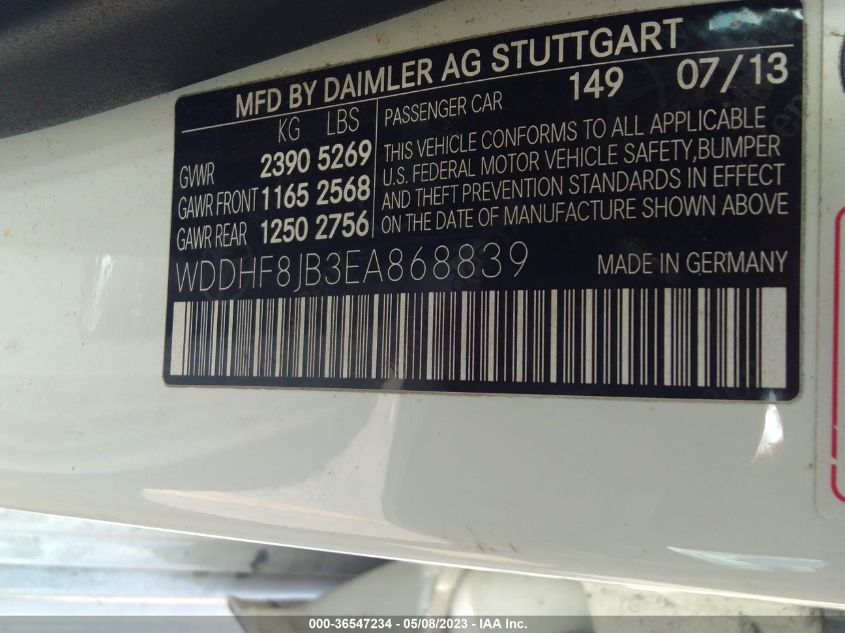 MFD BY DAIMLER AG STUTTGART
KG LBS
PASSENGER CAR 149 07/13
GVWR 2390 5269
GAWR FRONT 1165 2568
GAWR REAR 1250 2756
THIS VEHICLE CONFORMS TO ALL APPLICABLE
U.S. FEDERAL MOTOR VEHICLE SAFETY,BUMPER
AND THEFT PREVENTION STANDARDS IN EFFECT
ON THE DATE OF MANUFACTURE SHOWN ABOVE
WDDHF8JB3EA868839 MADE IN GERMANY
000-36547234 - 05/08/2023 - IAA Inc.